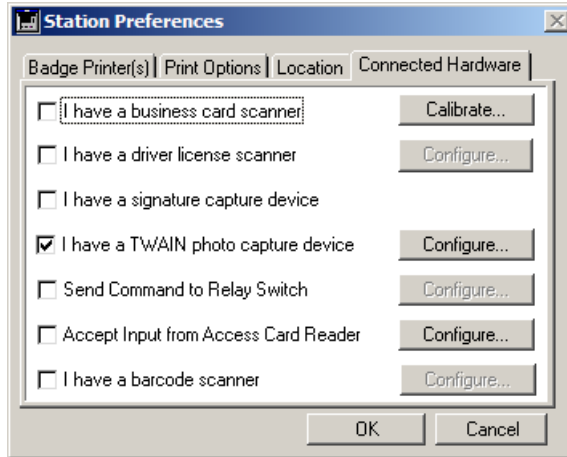 Station Preferences
Badge Printer(s) Print Options Location Connected Hardware
I have a business card scanner Calibrate...
I have a driver license scanner Configure...
I have a signature capture device
I have a TWAIN photo capture device Configure...
Send Command to Relay Switch Configure...
Accept Input from Access Card Reader Configure...
I have a barcode scanner Configure...
OK Cancel